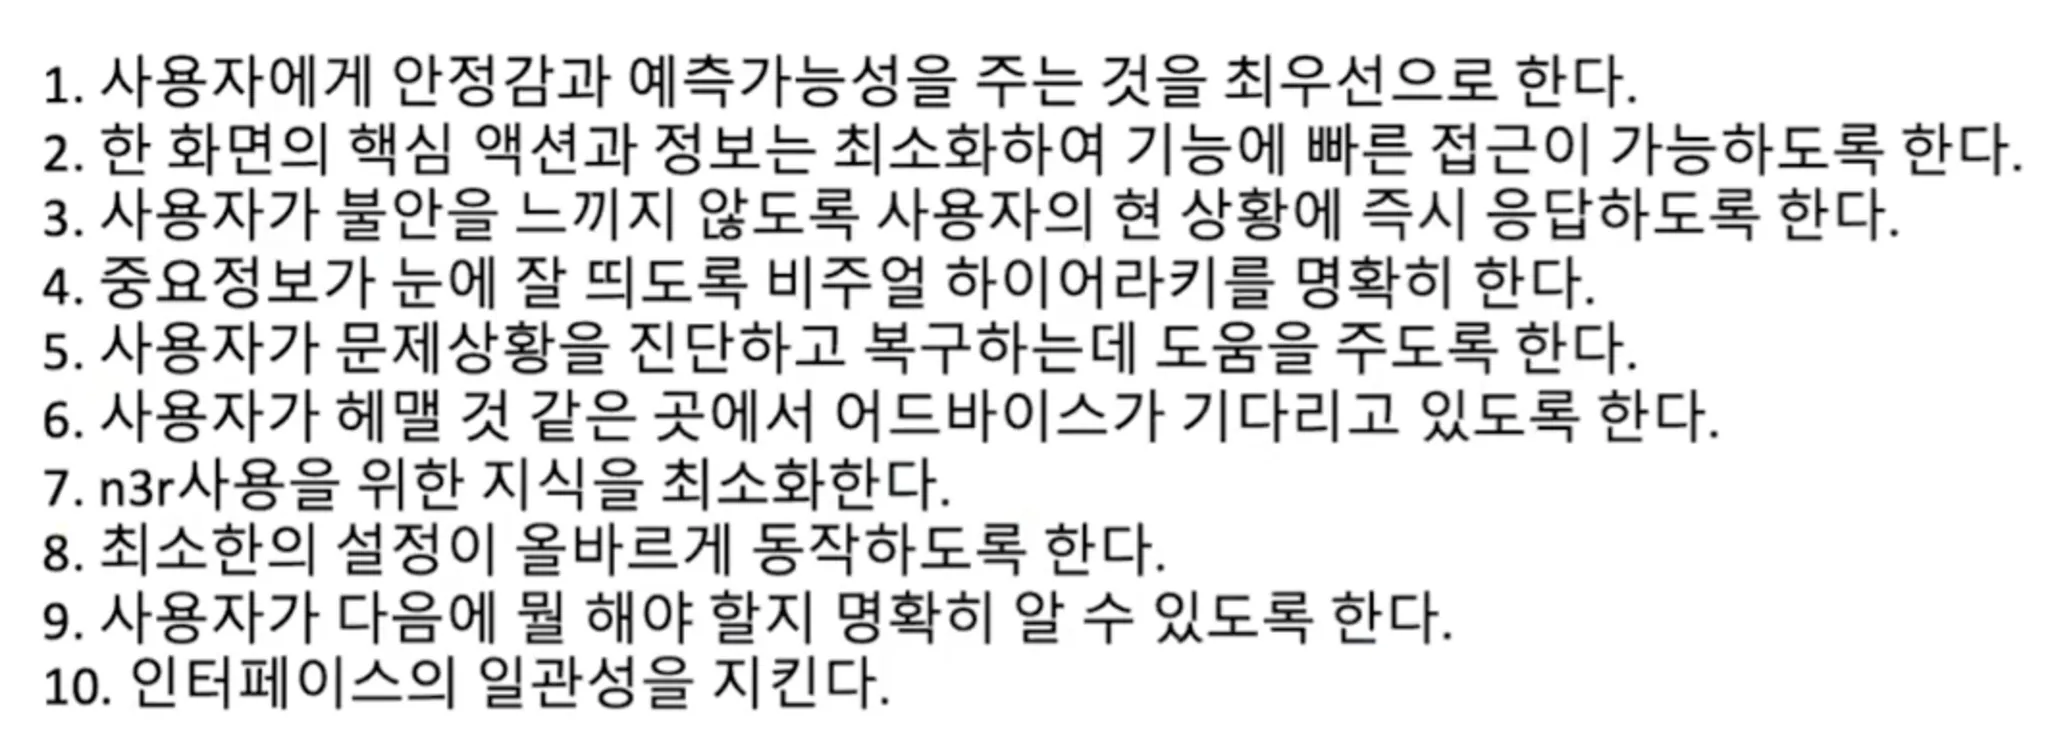 1. 사용자에게 안정감과 예측가능성을 주는 것을 최우선으로 한다.
2. 한 화면의 핵심 액션과 정보는 최소화하여 기능에 빠른 접근이 가능하도록 한다.
3. 사용자가 불안을 느끼지 않도록 사용자의 현 상황에 즉시 응답하도록 한다.
4. 중요정보가 눈에 잘 띄도록 비주얼 하이어라키를 명확히 한다.
5. 사용자가 문제상황을 진단하고 복구하는데 도움을 주도록 한다.
6. 사용자가 헤맬 것 같은 곳에서 어드바이스가 기다리고 있도록 한다.
7. n3r사용을 위한 지식을 최소화한다.
8. 최소한의 설정이 올바르게 동작하도록 한다.
9. 사용자가 다음에 뭘 해야 할지 명확히 알 수 있도록 한다.
10. 인터페이스의 일관성을 지킨다.